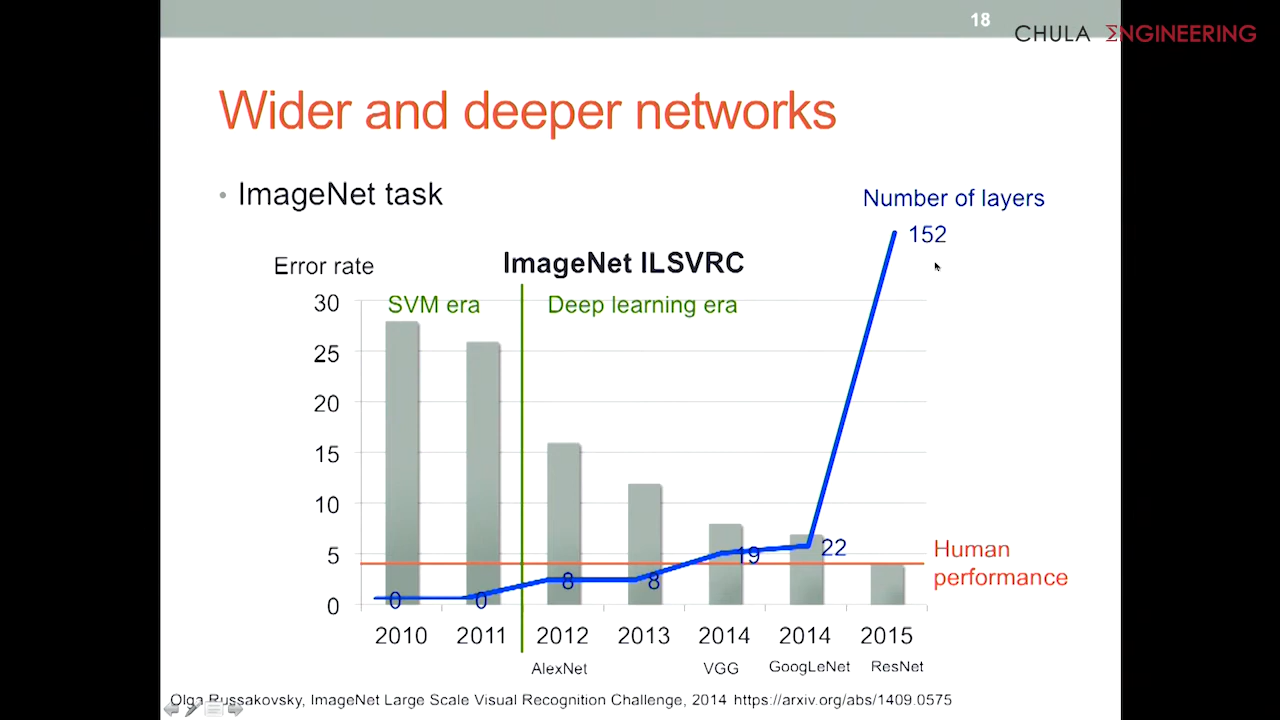 18
CHULA ΣNGINEERING
Wider and deeper networks
• ImageNet task
Number of layers
152
Error rate
ImageNet ILSVRC
SVM era
Deep learning era
30
25
20
15
10
5
0
0
0
8
8
19
22
Human
performance
2010 2011 2012 2013 2014 2014 2015
AlexNet VGG GoogLeNet ResNet
Olga Russakovsky, ImageNet Large Scale Visual Recognition Challenge, 2014 https://arxiv.org/abs/1409.0575